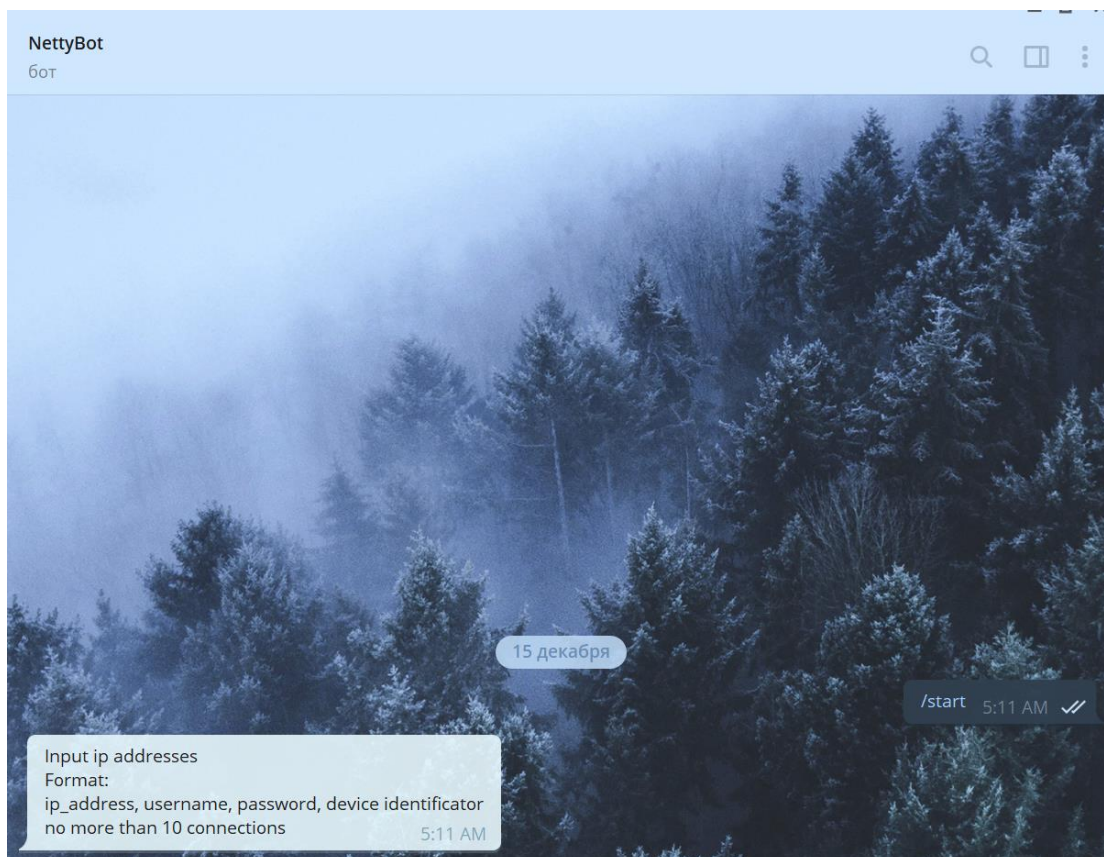 NettyBot
бот
15 декабря
/start 5:11 AM
Input ip addresses
Format:
ip_address, username, password, device identificator
no more than 10 connections 5:11 AM